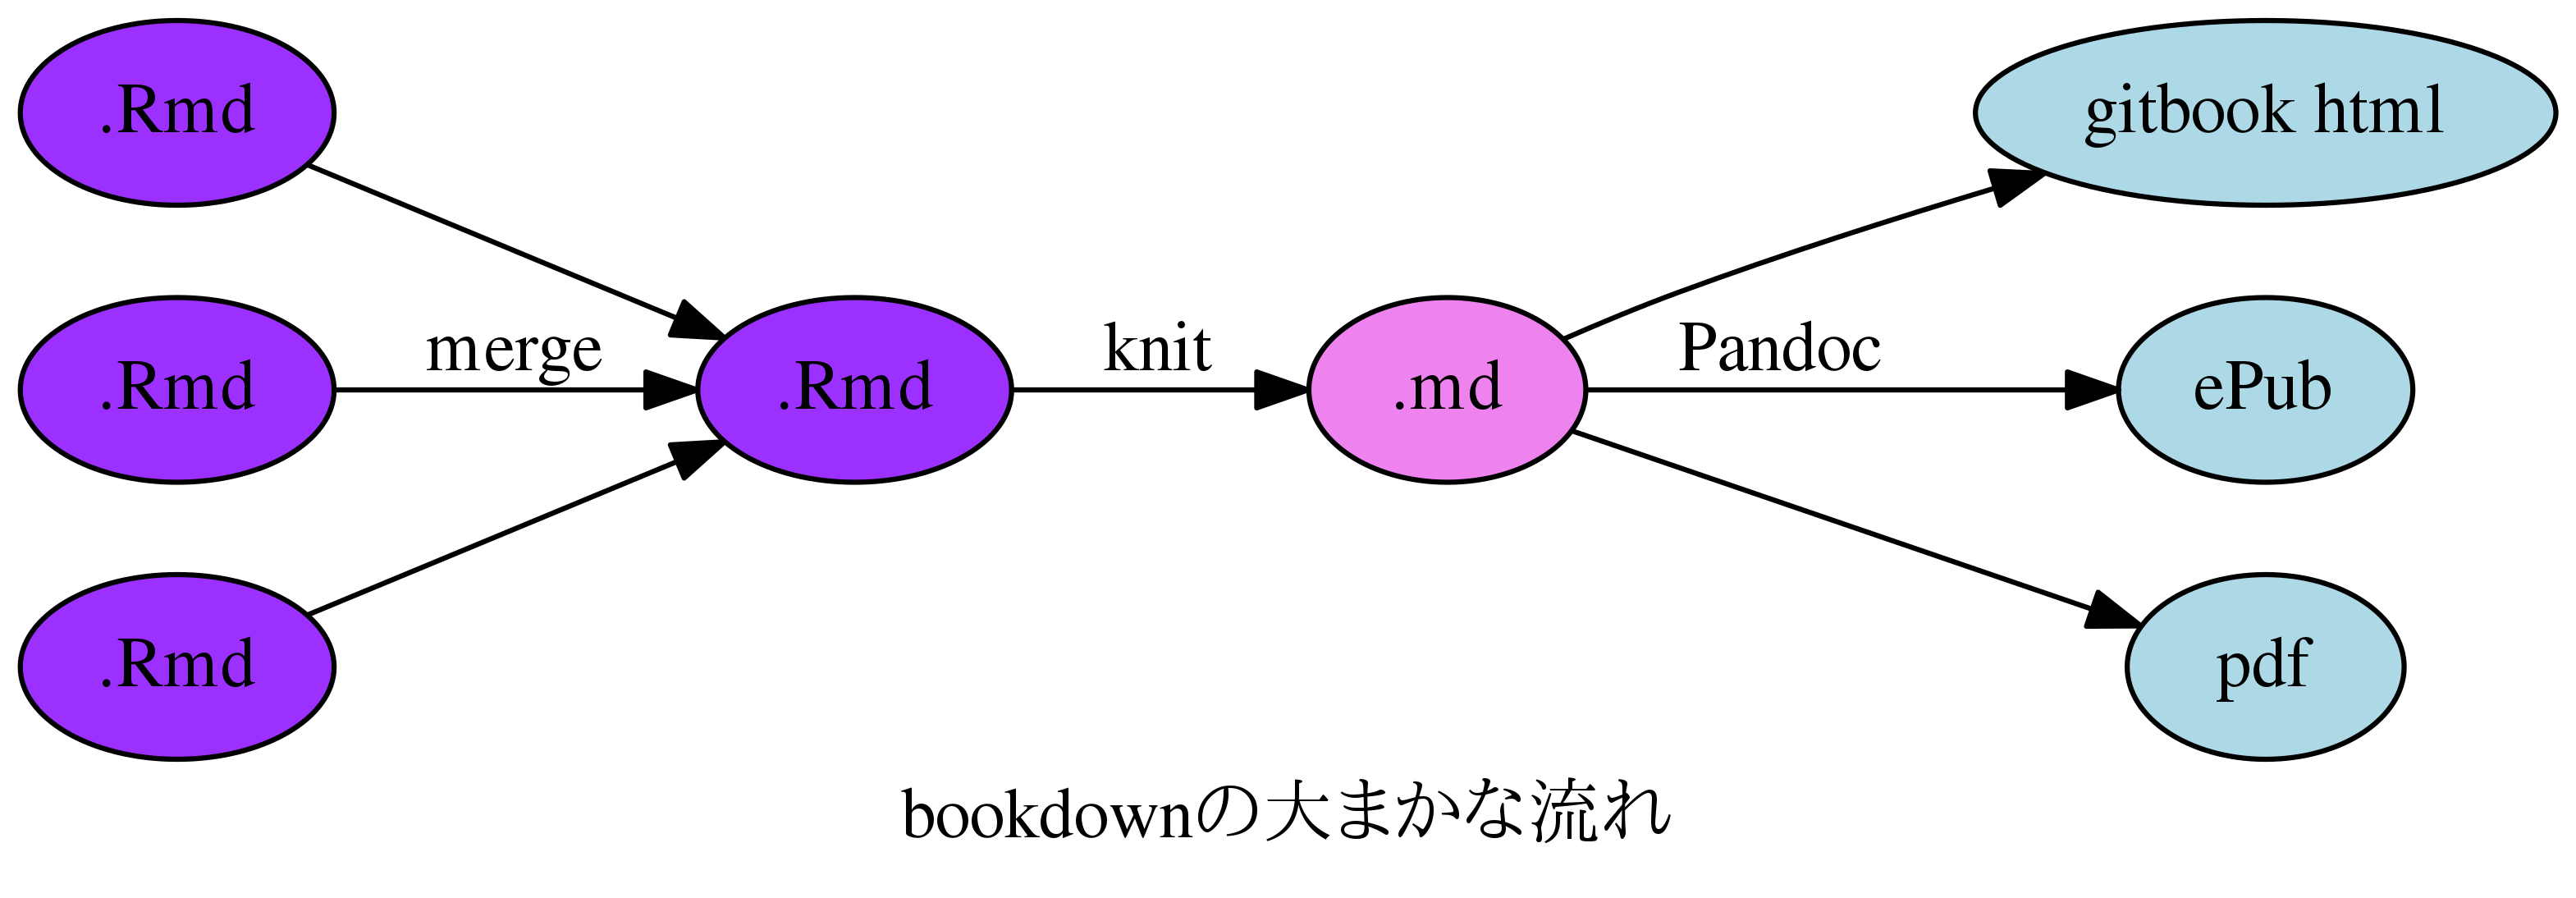 .Rmd
gitbook html
.Rmd
merge
.Rmd
knit
.md
Pandoc
ePub
.Rmd
pdf
bookdownの大まかな流れ